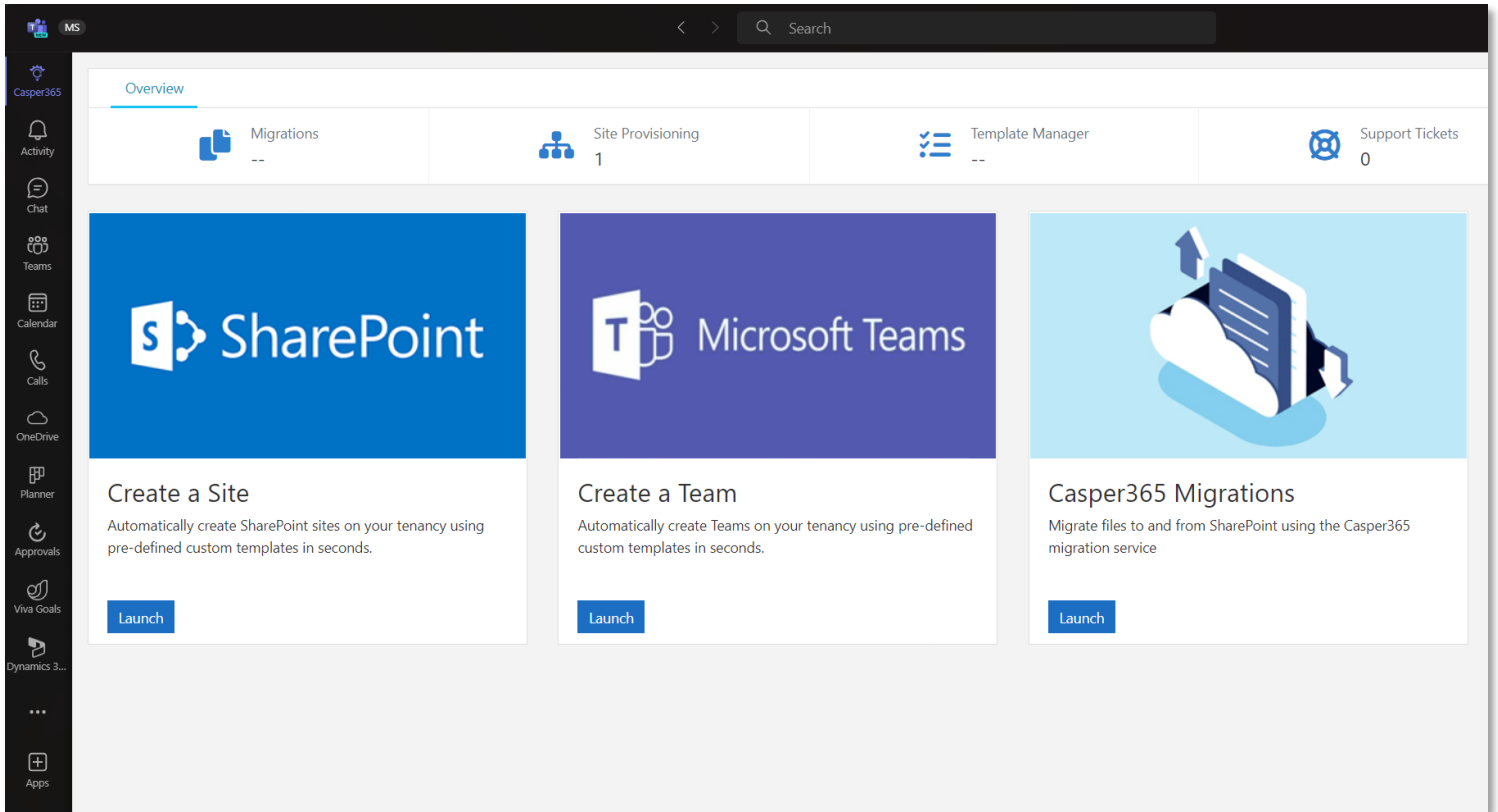 MS
Search
Casper365
Activity
Chat
Teams
Calendar
Calls
OneDrive
Planner
Approvals
Viva Goals
Dynamics 3...
Apps
Overview
Migrations
--
Site Provisioning
1
Template Manager
--
Support Tickets
0
S SharePoint
T Microsoft Teams
Create a Site
Automatically create SharePoint sites on your tenancy using
pre-defined custom templates in seconds.
Launch
Create a Team
Automatically create Teams on your tenancy using pre-defined
custom templates in seconds.
Launch
Casper365 Migrations
Migrate files to and from SharePoint using the Casper365
migration service
Launch